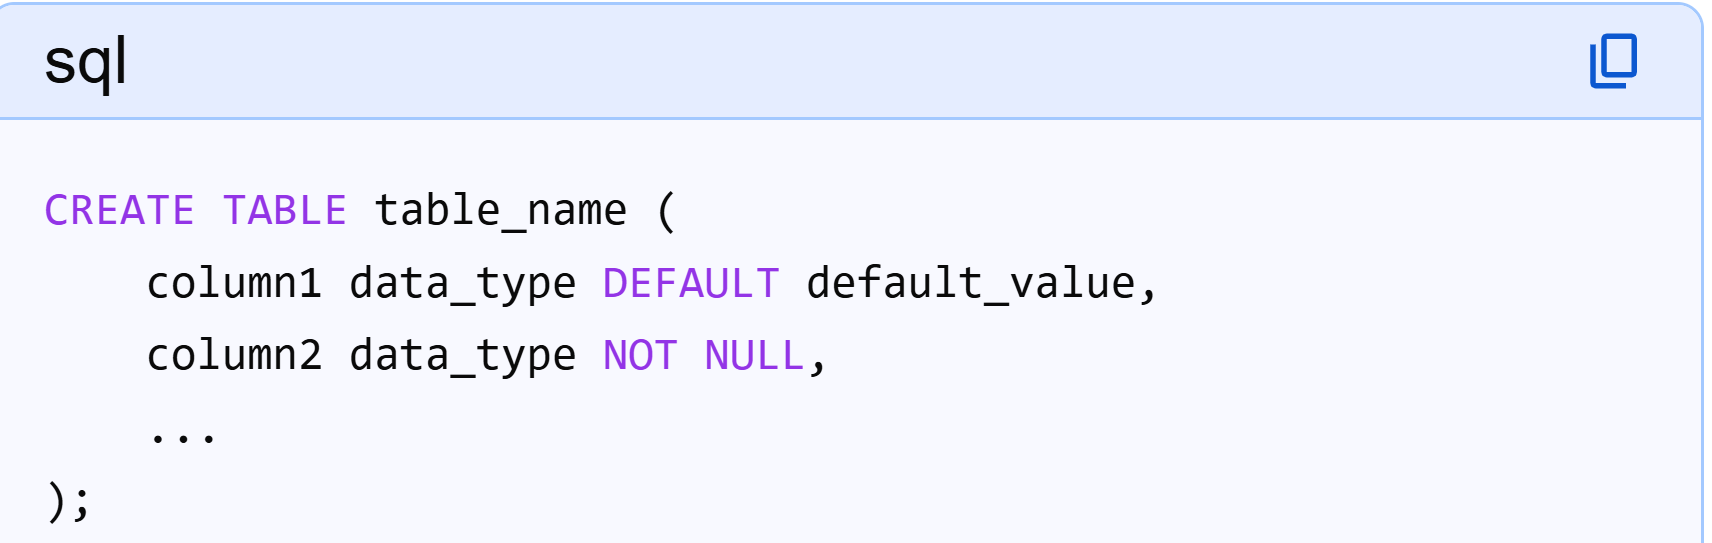 sql
CREATE TABLE table_name (
    column1 data_type DEFAULT default_value,
    column2 data_type NOT NULL,
    ...
);